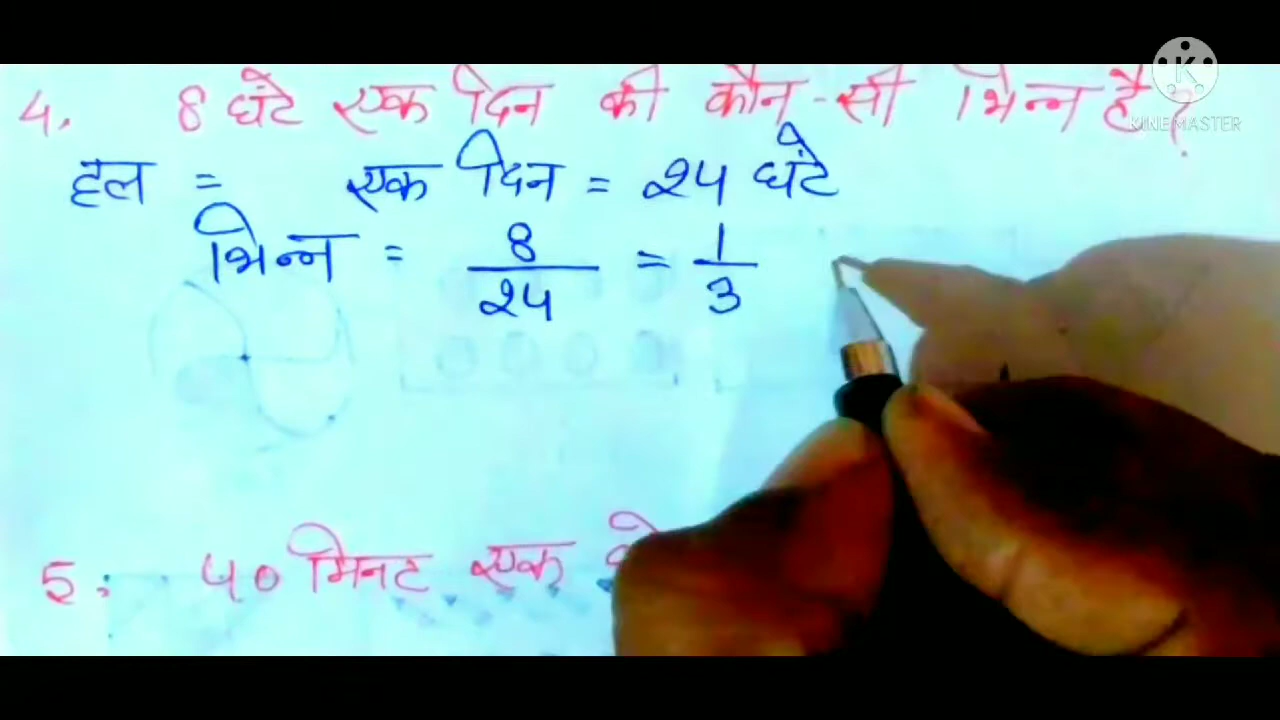 4. 8 घंटे एक दिन की कौन-सी भिन्न है?
KINEMASTER
हल = एक दिन = 24 घंटे
भिन्न = 8/24 = 1/3
5. 40 मिनट एक